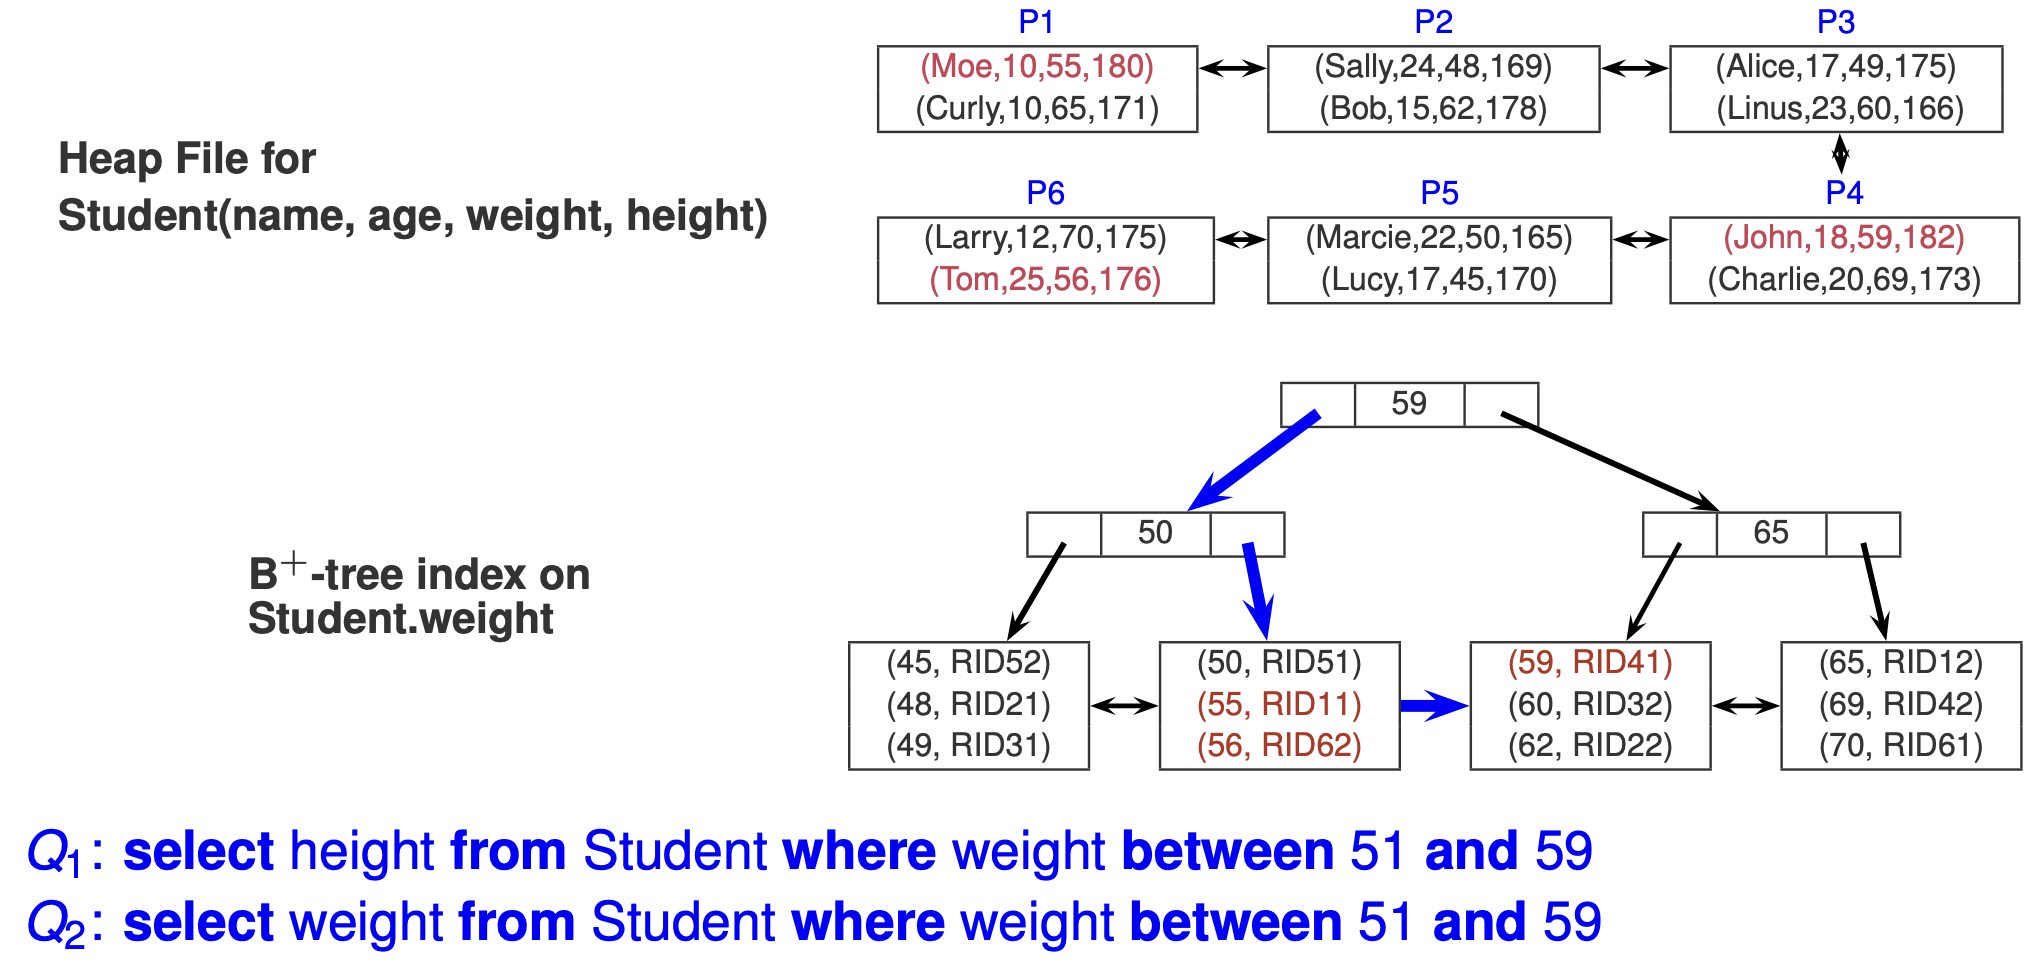 P1 P2 P3
(Moe,10,55,180) (Sally,24,48,169) (Alice,17,49,175)
(Curly,10,65,171) (Bob,15,62,178) (Linus,23,60,166)
Heap File for
Student(name, age, weight, height)
P6 P5 P4
(Larry,12,70,175) (Marcie,22,50,165) (John,18,59,182)
(Tom,25,56,176) (Lucy,17,45,170) (Charlie,20,69,173)
59
50 65
B⁺-tree index on
Student.weight
(45, RID52) (50, RID51) (59, RID41) (65, RID12)
(48, RID21) (55, RID11) (60, RID32) (69, RID42)
(49, RID31) (56, RID62) (62, RID22) (70, RID61)
Q₁: select height from Student where weight between 51 and 59
Q₂: select weight from Student where weight between 51 and 59